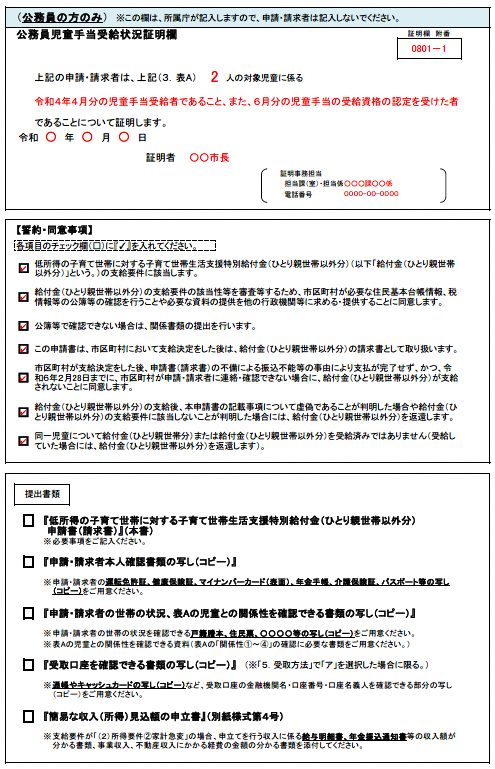 (公務員の方のみ) ※この欄は、所属庁が記入しますので、申請・請求者は記入しないでください。
公務員児童手当受給状況証明欄
証明欄 附番
0801－1
上記の申請・請求者は、上記(3．表A) 2 人の対象児童に係る
令和4年4月分の児童手当受給者であること、また、6月分の児童手当の受給資格の認定を受けた者
であることについて証明します。
令和 〇 年 〇 月 〇 日
証明者 〇〇市長
証明事務担当
担当課(室)・担当係〇〇〇課〇〇係
電話番号 0000-00-0000
【誓約・同意事項】
各項目のチェック欄(□)に『✓』を入れてください。
低所得の子育て世帯に対する子育て世帯生活支援特別給付金(ひとり親世帯以外分)(以下「給付金(ひとり親世帯
以外分)」という。)の支給要件に該当します。
給付金(ひとり親世帯以外分)の支給要件の該当性等を審査等するため、市区町村が必要な住民基本台帳情報、税
情報等の公簿等の確認を行うことや必要な資料の提供を他の行政機関等に求める・提供することに同意します。
公簿等で確認できない場合は、関係書類の提出を行います。
この申請書は、市区町村において支給決定をした後は、給付金(ひとり親世帯以外分)の請求書として取り扱います。
市区町村が支給決定をした後、申請書(請求書)の不備による振込不能等の事由により支払が完了せず、かつ、令
和6年2月28日までに、市区町村が申請・請求者に連絡・確認できない場合に、給付金(ひとり親世帯以外分)が支給
されないことに同意します。
給付金(ひとり親世帯以外分)の支給後、本申請書の記載事項について虚偽であることが判明した場合や給付金(ひ
とり親世帯以外分)の支給要件に該当しないことが判明した場合には、給付金(ひとり親世帯以外分)を返還します。
同一児童について給付金(ひとり親世帯分)または給付金(ひとり親世帯以外分)を受給済みではありません(受給し
ていた場合には、給付金(ひとり親世帯以外分)を返還します)。
提出書類
『低所得の子育て世帯に対する子育て世帯生活支援特別給付金(ひとり親世帯以外分)
申請書(請求書)』(本書)
※必要事項をご記入ください。
『申請・請求者本人確認書類の写し(コピー)』
※申請・請求者の運転免許証、健康保険証、マイナンバーカード(表面)、年金手帳、介護保険証、パスポート等の写し
(コピー)をご用意ください。
『申請・請求者の世帯の状況、表Aの児童との関係性を確認できる書類の写し(コピー)』
※申請・請求者の世帯の状況を確認できる戸籍謄本、住民票、〇〇〇〇等の写し(コピー)をご用意ください。
※表Aの児童との関係性を確認できる資料(表Aの「関係性①～④」の確認に必要な書類をご用意ください。)
『受取口座を確認できる書類の写し(コピー)』 (※「5．受取方法」で「ア」を選択した場合に限る。)
※通帳やキャッシュカードの写し(コピー)など、受取口座の金融機関名・口座番号・口座名義人を確認できる部分の写し
(コピー)をご用意ください。
『簡易な収入(所得)見込額の申立書』(別紙様式第4号)
※支給要件が「(2)所得要件②家計急変」の場合、申立てを行う収入に係る給与明細書、年金振込通知書等の収入額が
分かる書類、事業収入、不動産収入にかかる経費の金額の分かる書類を添付してください。